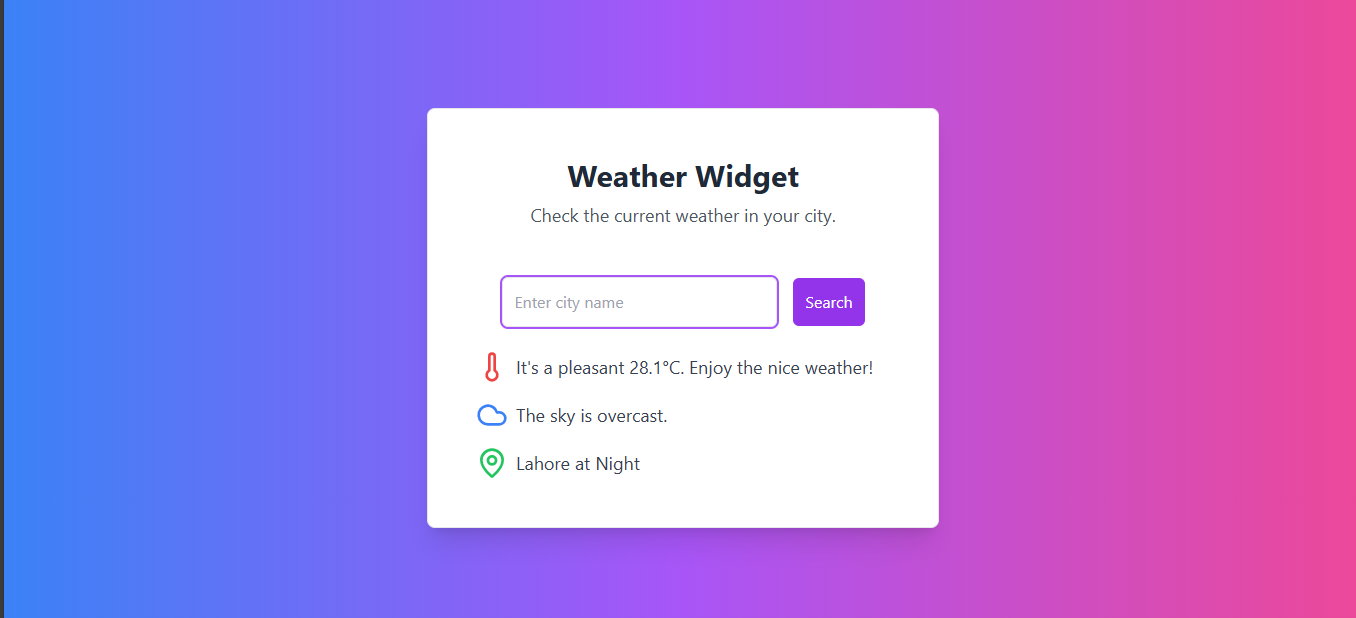 Weather Widget
Check the current weather in your city.
Enter city name
Search
It's a pleasant 28.1°C. Enjoy the nice weather!
The sky is overcast.
Lahore at Night